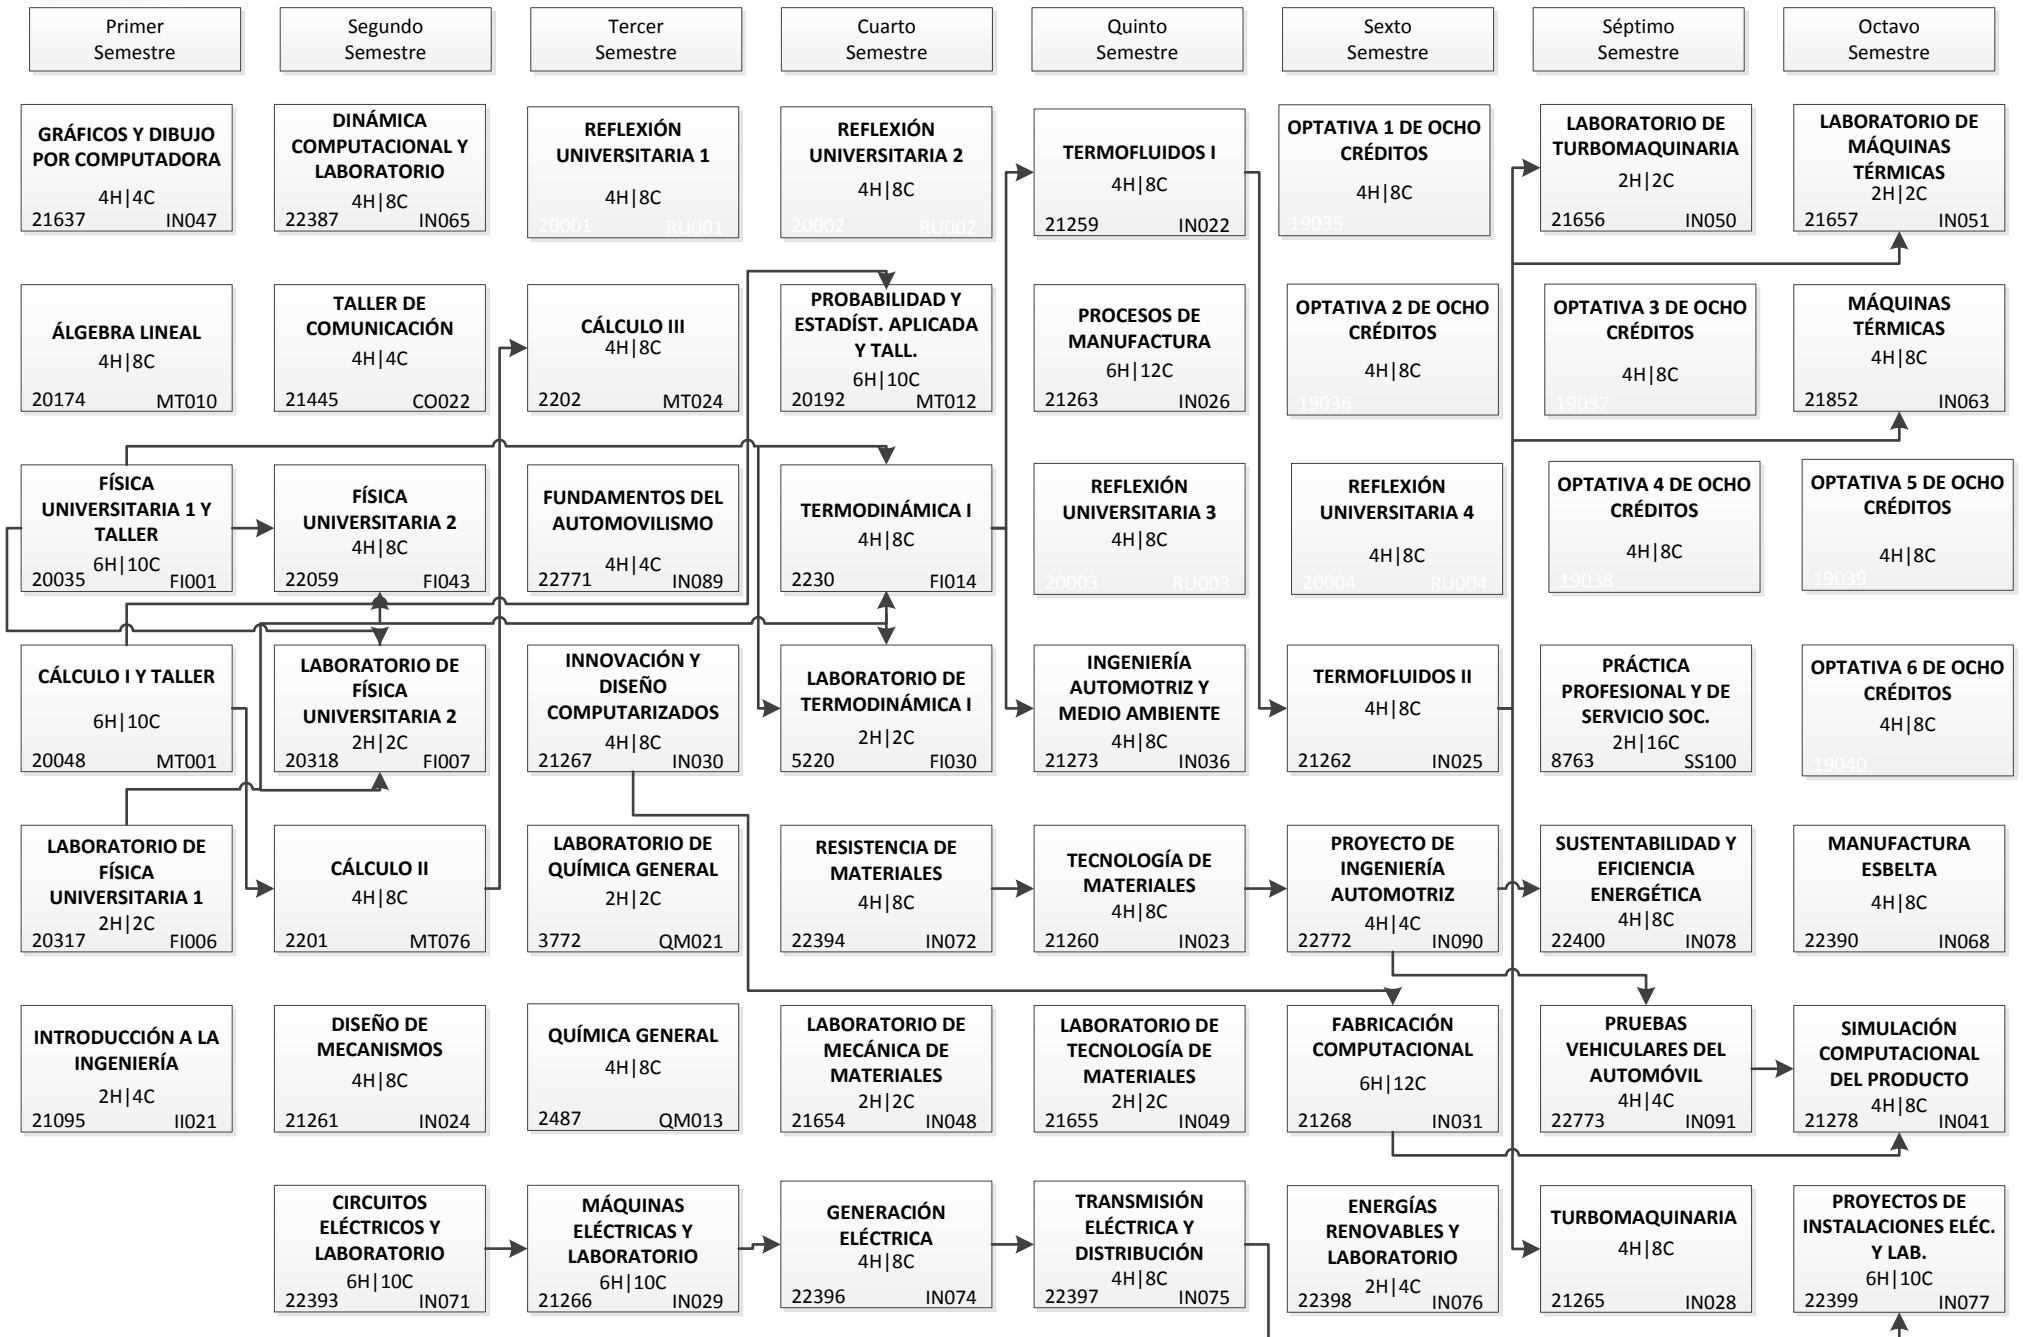 Primer
Semestre
Segundo
Semestre
Tercer
Semestre
Cuarto
Semestre
Quinto
Semestre
Sexto
Semestre
Séptimo
Semestre
Octavo
Semestre
GRÁFICOS Y DIBUJO
POR COMPUTADORA
4H|4C
21637 IN047
DINÁMICA
COMPUTACIONAL Y
LABORATORIO
4H|8C
22387 IN065
REFLEXIÓN
UNIVERSITARIA 1
4H|8C
20001 RU001
REFLEXIÓN
UNIVERSITARIA 2
4H|8C
20002 RU002
TERMOFLUIDOS I
4H|8C
21259 IN022
OPTATIVA 1 DE OCHO
CRÉDITOS
4H|8C
19035
LABORATORIO DE
TURBOMAQUINARIA
2H|2C
21656 IN050
LABORATORIO DE
MÁQUINAS
TÉRMICAS
2H|2C
21657 IN051
ÁLGEBRA LINEAL
4H|8C
20174 MT010
TALLER DE
COMUNICACIÓN
4H|4C
21445 CO022
CÁLCULO III
4H|8C
2202 MT024
PROBABILIDAD Y
ESTADÍST. APLICADA
Y TALL.
6H|10C
20192 MT012
PROCESOS DE
MANUFACTURA
6H|12C
21263 IN026
OPTATIVA 2 DE OCHO
CRÉDITOS
4H|8C
19036
OPTATIVA 3 DE OCHO
CRÉDITOS
4H|8C
19037
MÁQUINAS
TÉRMICAS
4H|8C
21852 IN063
FÍSICA
UNIVERSITARIA 1 Y
TALLER
6H|10C
20035 FI001
FÍSICA
UNIVERSITARIA 2
4H|8C
22059 FI043
FUNDAMENTOS DEL
AUTOMOVILISMO
4H|4C
22771 IN089
TERMODINÁMICA I
4H|8C
2230 FI014
REFLEXIÓN
UNIVERSITARIA 3
4H|8C
20003 RU003
REFLEXIÓN
UNIVERSITARIA 4
4H|8C
20004 RU004
OPTATIVA 4 DE OCHO
CRÉDITOS
4H|8C
19038
OPTATIVA 5 DE OCHO
CRÉDITOS
4H|8C
19039
CÁLCULO I Y TALLER
6H|10C
20048 MT001
LABORATORIO DE
FÍSICA
UNIVERSITARIA 2
2H|2C
20318 FI007
INNOVACIÓN Y
DISEÑO
COMPUTARIZADOS
4H|8C
21267 IN030
LABORATORIO DE
TERMODINÁMICA I
2H|2C
5220 FI030
INGENIERÍA
AUTOMOTRIZ Y
MEDIO AMBIENTE
4H|8C
21273 IN036
TERMOFLUIDOS II
4H|8C
21262 IN025
PRÁCTICA
PROFESIONAL Y DE
SERVICIO SOC.
2H|16C
8763 SS100
OPTATIVA 6 DE OCHO
CRÉDITOS
4H|8C
19040
LABORATORIO DE
FÍSICA
UNIVERSITARIA 1
2H|2C
20317 FI006
CÁLCULO II
4H|8C
2201 MT076
LABORATORIO DE
QUÍMICA GENERAL
2H|2C
3772 QM021
RESISTENCIA DE
MATERIALES
4H|8C
22394 IN072
TECNOLOGÍA DE
MATERIALES
4H|8C
21260 IN023
PROYECTO DE
INGENIERÍA
AUTOMOTRIZ
4H|4C
22772 IN090
SUSTENTABILIDAD Y
EFICIENCIA
ENERGÉTICA
4H|8C
22400 IN078
MANUFACTURA
ESBELTA
4H|8C
22390 IN068
INTRODUCCIÓN A LA
INGENIERÍA
2H|4C
21095 II021
DISEÑO DE
MECANISMOS
4H|8C
21261 IN024
QUÍMICA GENERAL
4H|8C
2487 QM013
LABORATORIO DE
MECÁNICA DE
MATERIALES
2H|2C
21654 IN048
LABORATORIO DE
TECNOLOGÍA DE
MATERIALES
2H|2C
21655 IN049
FABRICACIÓN
COMPUTACIONAL
6H|12C
21268 IN031
PRUEBAS
VEHICULARES DEL
AUTOMÓVIL
4H|4C
22773 IN091
SIMULACIÓN
COMPUTACIONAL
DEL PRODUCTO
4H|8C
21278 IN041
CIRCUITOS
ELÉCTRICOS Y
LABORATORIO
6H|10C
22393 IN071
MÁQUINAS
ELÉCTRICAS Y
LABORATORIO
6H|10C
21266 IN029
GENERACIÓN
ELÉCTRICA
4H|8C
22396 IN074
TRANSMISIÓN
ELÉCTRICA Y
DISTRIBUCIÓN
4H|8C
22397 IN075
ENERGÍAS
RENOVABLES Y
LABORATORIO
2H|4C
22398 IN076
TURBOMAQUINARIA
4H|8C
21265 IN028
PROYECTOS DE
INSTALACIONES ELÉC.
Y LAB.
6H|10C
22399 IN077